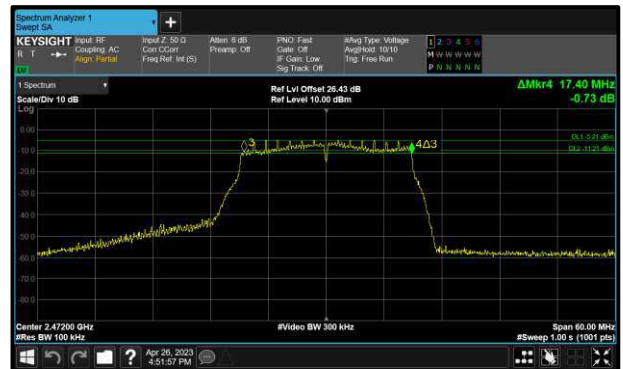 Spectrum Analyzer 1
Swept SA
+
KEYSIGHT
R T
Input: RF
Coupling: AC
Align: Partial
Input Z: 50 Ω
Corr CCorr
Freq Ref: Int (S)
Atten: 6 dB
Preamp: Off
PNO: Fast
Gate: Off
IF Gain: Low
Sig Track: Off
#Avg Type: Voltage
Avg|Hold: 10/10
Trig: Free Run
1 2 3 4 5 6
M W W W W W
P N N N N N
1 Spectrum
Scale/Div 10 dB
Log
Ref Lvl Offset 26.43 dB
Ref Level 10.00 dBm
ΔMkr4 17.40 MHz
-0.73 dB
0.00
DL1 -5.21 dBm
3
4Δ3
-10.0
DL2 -11.21 dBm
-20.0
-30.0
-40.0
-50.0
-60.0
-70.0
-80.0
Center 2.47200 GHz
#Res BW 100 kHz
#Video BW 300 kHz
Span 60.00 MHz
#Sweep 1.00 s (1001 pts)
?
Apr 26, 2023
4:51:57 PM